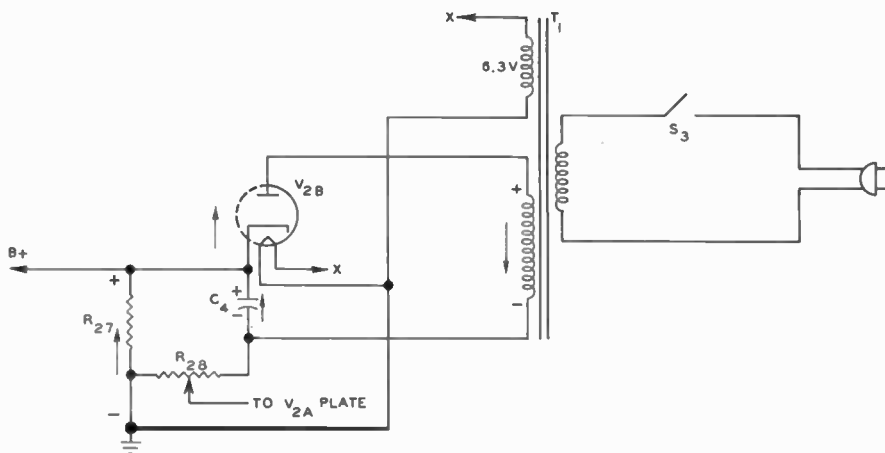 X
T1
6.3V
S3
V2B
B+
X
+
+
+
C4
-
-
R27
R28
-
TO V2A PLATE